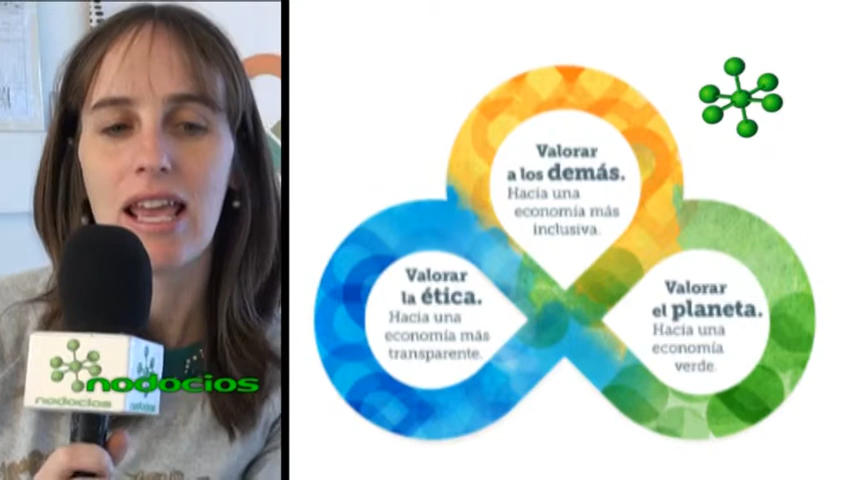 nodocios
nodocios
Valorar
a los demás.
Hacia una
economía más
inclusiva.
Valorar
la ética.
Hacia una
economía más
transparente.
Valorar
el planeta.
Hacia una
economía
verde.